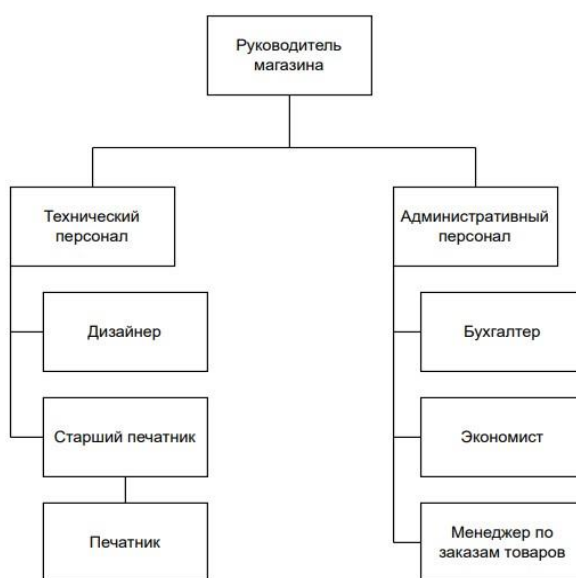 Руководитель
магазина
Технический
персонал
Административный
персонал
Дизайнер
Бухгалтер
Старший печатник
Экономист
Печатник
Менеджер по
заказам товаров